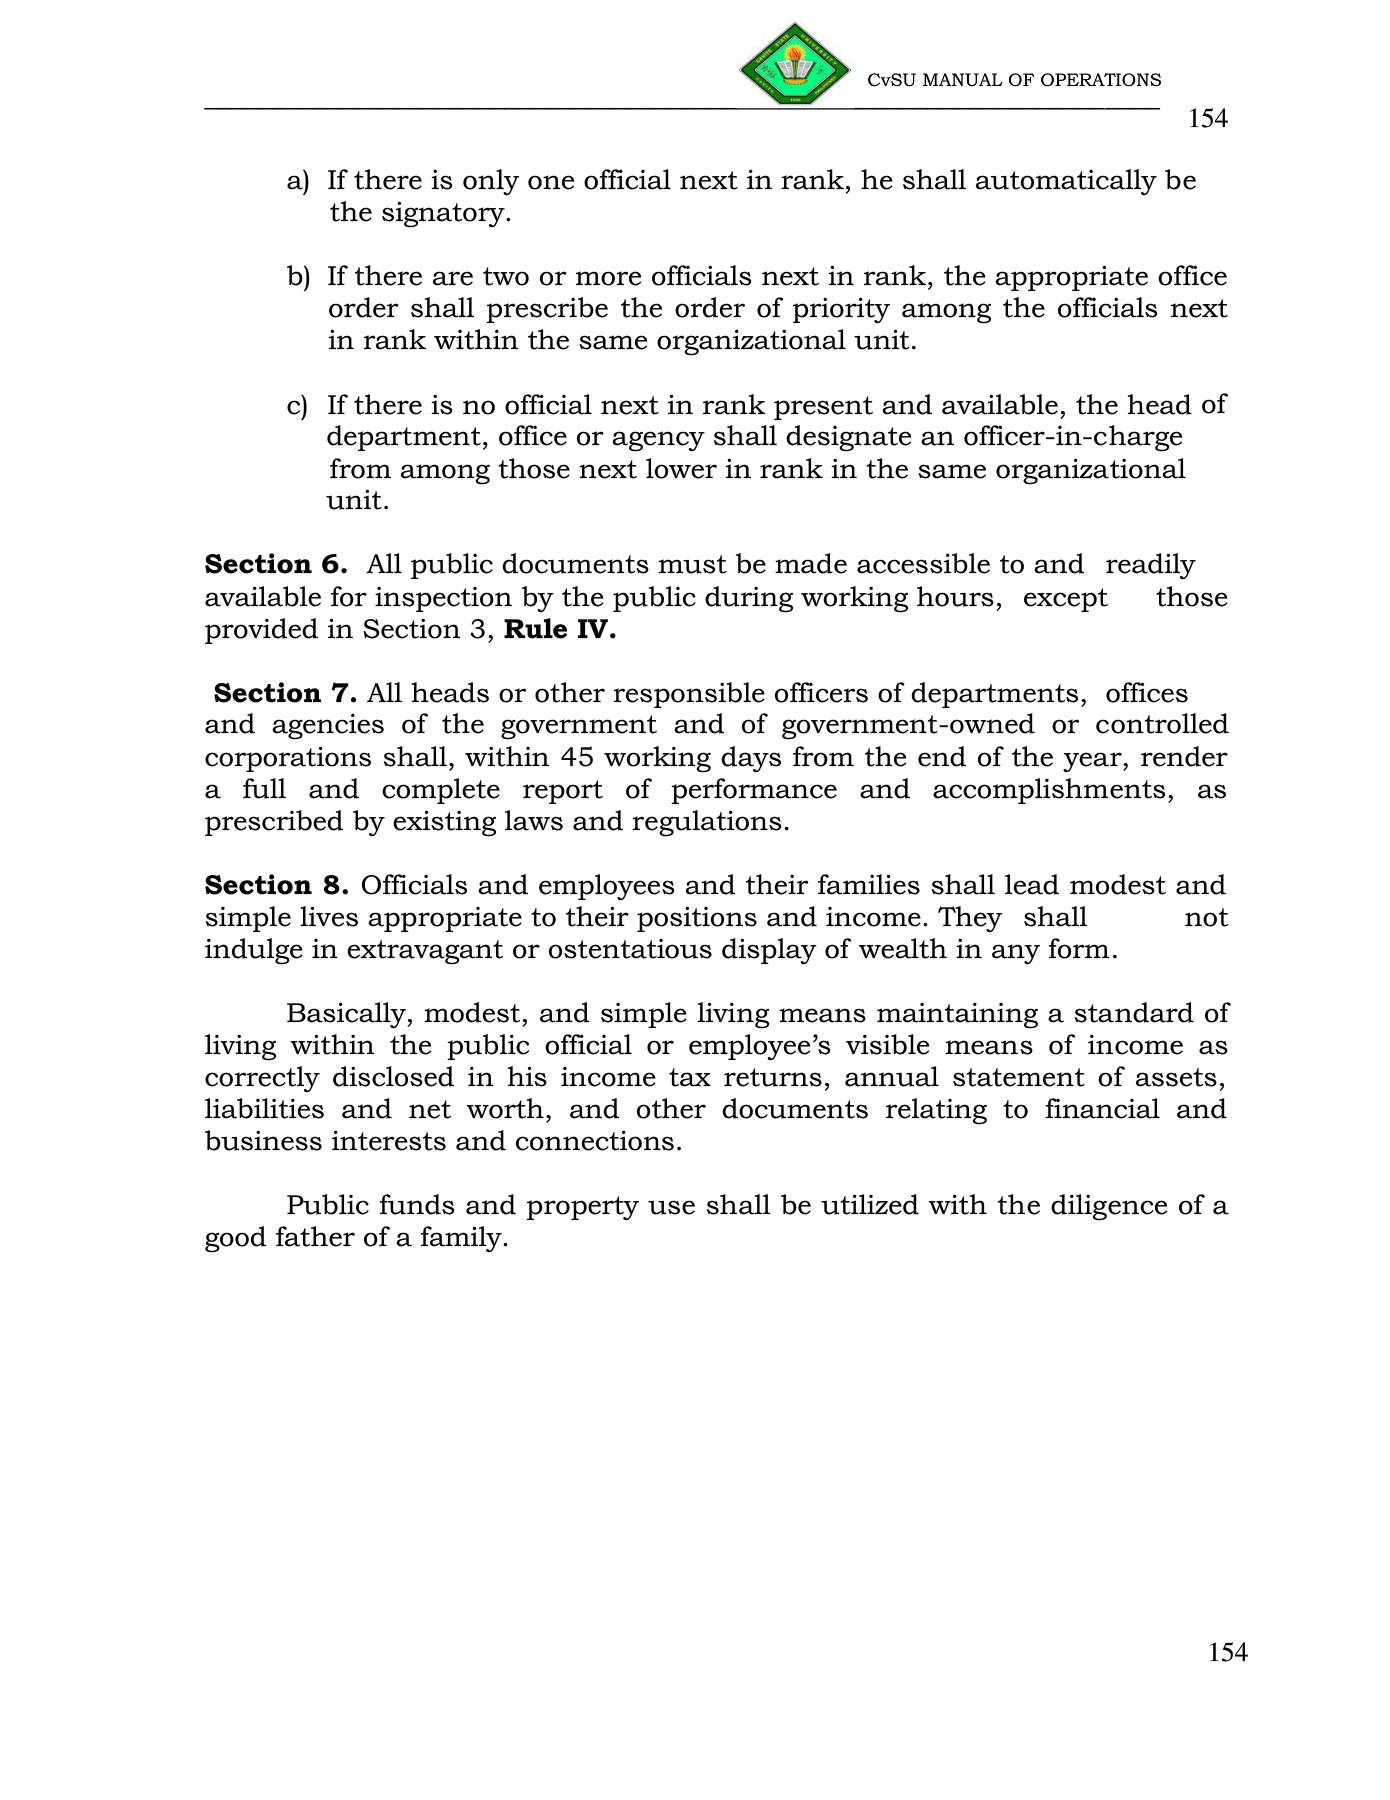 CvSU MANUAL OF OPERATIONS
154
a) If there is only one official next in rank, he shall automatically be
the signatory.
b) If there are two or more officials next in rank, the appropriate office
order shall prescribe the order of priority among the officials next
in rank within the same organizational unit.
c) If there is no official next in rank present and available, the head of
department, office or agency shall designate an officer-in-charge
from among those next lower in rank in the same organizational
unit.
Section 6. All public documents must be made accessible to and readily
available for inspection by the public during working hours, except those
provided in Section 3, Rule IV.
Section 7. All heads or other responsible officers of departments, offices
and agencies of the government and of government-owned or controlled
corporations shall, within 45 working days from the end of the year, render
a full and complete report of performance and accomplishments, as
prescribed by existing laws and regulations.
Section 8. Officials and employees and their families shall lead modest and
simple lives appropriate to their positions and income. They shall not
indulge in extravagant or ostentatious display of wealth in any form.
Basically, modest, and simple living means maintaining a standard of
living within the public official or employee’s visible means of income as
correctly disclosed in his income tax returns, annual statement of assets,
liabilities and net worth, and other documents relating to financial and
business interests and connections.
Public funds and property use shall be utilized with the diligence of a
good father of a family.
154